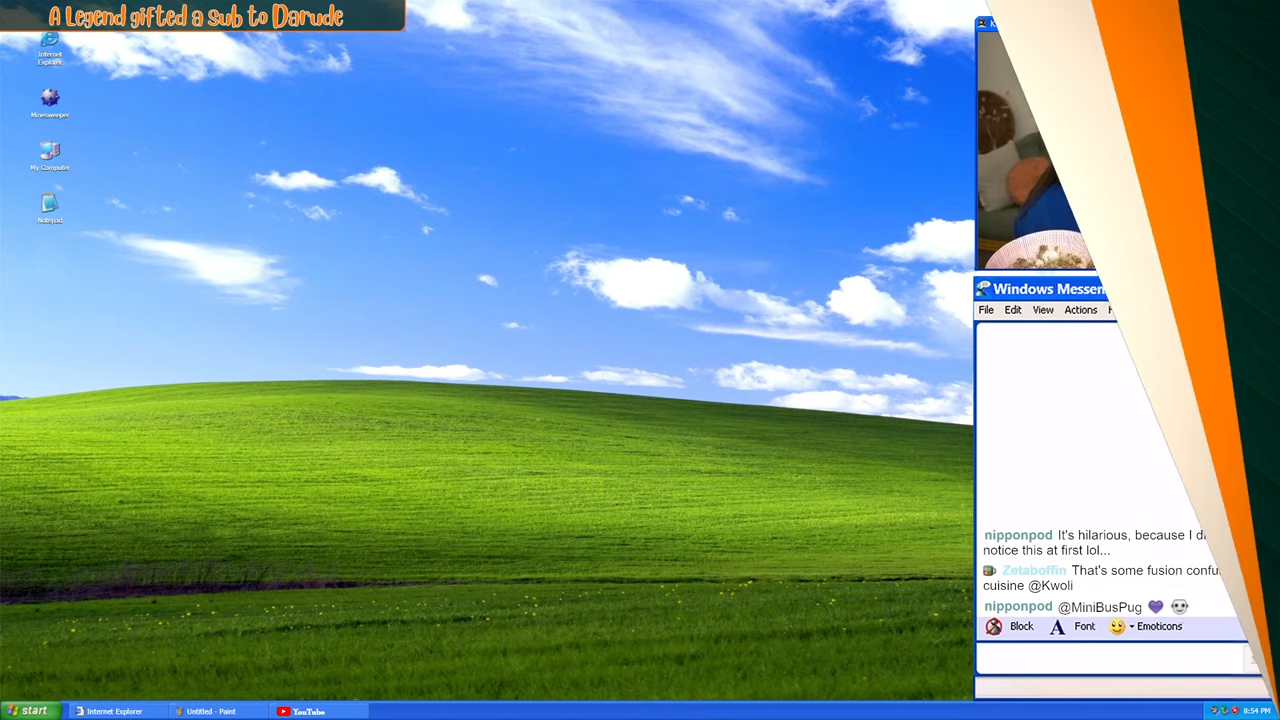 A Legend gifted a sub to Darude
Internet
Explorer
Minesweeper
My Computer
Notepad
Windows Messen
File Edit View Actions
nipponpod It's hilarious, because I di
notice this at first lol...
Zetaboffin That's some fusion confu
cuisine @Kwoli
nipponpod @MiniBusPug
Block Font Emoticons
start Internet Explorer Untitled - Paint YouTube 8:54 PM